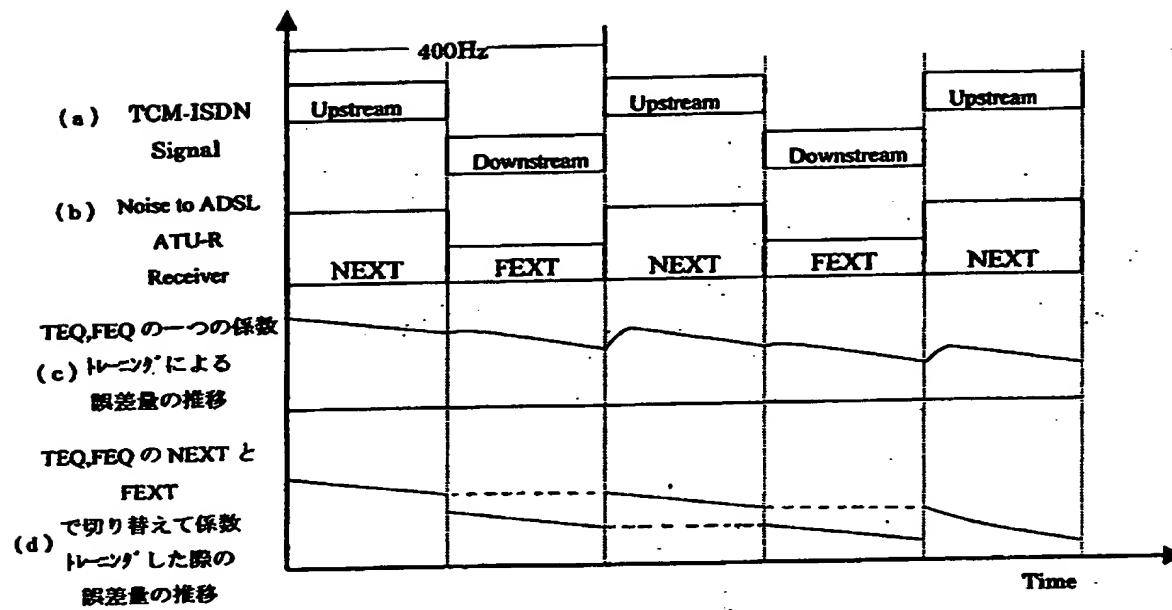 400Hz
(a) TCM-ISDN
Signal
Upstream
Upstream
Upstream
Downstream
Downstream
(b) Noise to ADSL
ATU-R
Receiver
NEXT
FEXT
NEXT
FEXT
NEXT
TEQ,FEQ の一つの係数
(c) ﾄﾚｰﾆﾝｸﾞによる
誤差量の推移
TEQ,FEQ の NEXT と
FEXT
で切り替えて係数
(d) ﾄﾚｰﾆﾝｸﾞした際の
誤差量の推移
Time